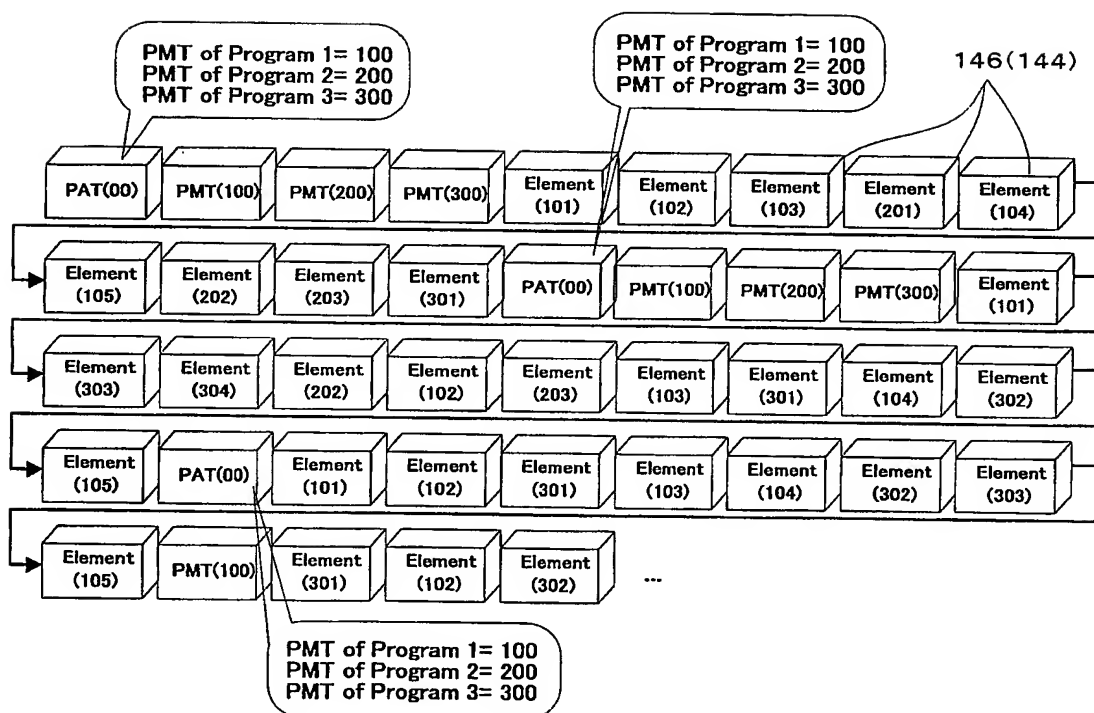 PMT of Program 1= 100
PMT of Program 2= 200
PMT of Program 3= 300
PMT of Program 1= 100
PMT of Program 2= 200
PMT of Program 3= 300
146(144)
PAT(00)
PMT(100)
PMT(200)
PMT(300)
Element
(101)
Element
(102)
Element
(103)
Element
(201)
Element
(104)
Element
(105)
Element
(202)
Element
(203)
Element
(301)
PAT(00)
PMT(100)
PMT(200)
PMT(300)
Element
(101)
Element
(303)
Element
(304)
Element
(202)
Element
(102)
Element
(203)
Element
(103)
Element
(301)
Element
(104)
Element
(302)
Element
(105)
PAT(00)
Element
(101)
Element
(102)
Element
(301)
Element
(103)
Element
(104)
Element
(302)
Element
(303)
Element
(105)
PMT(100)
Element
(301)
Element
(102)
Element
(302)
...
PMT of Program 1= 100
PMT of Program 2= 200
PMT of Program 3= 300